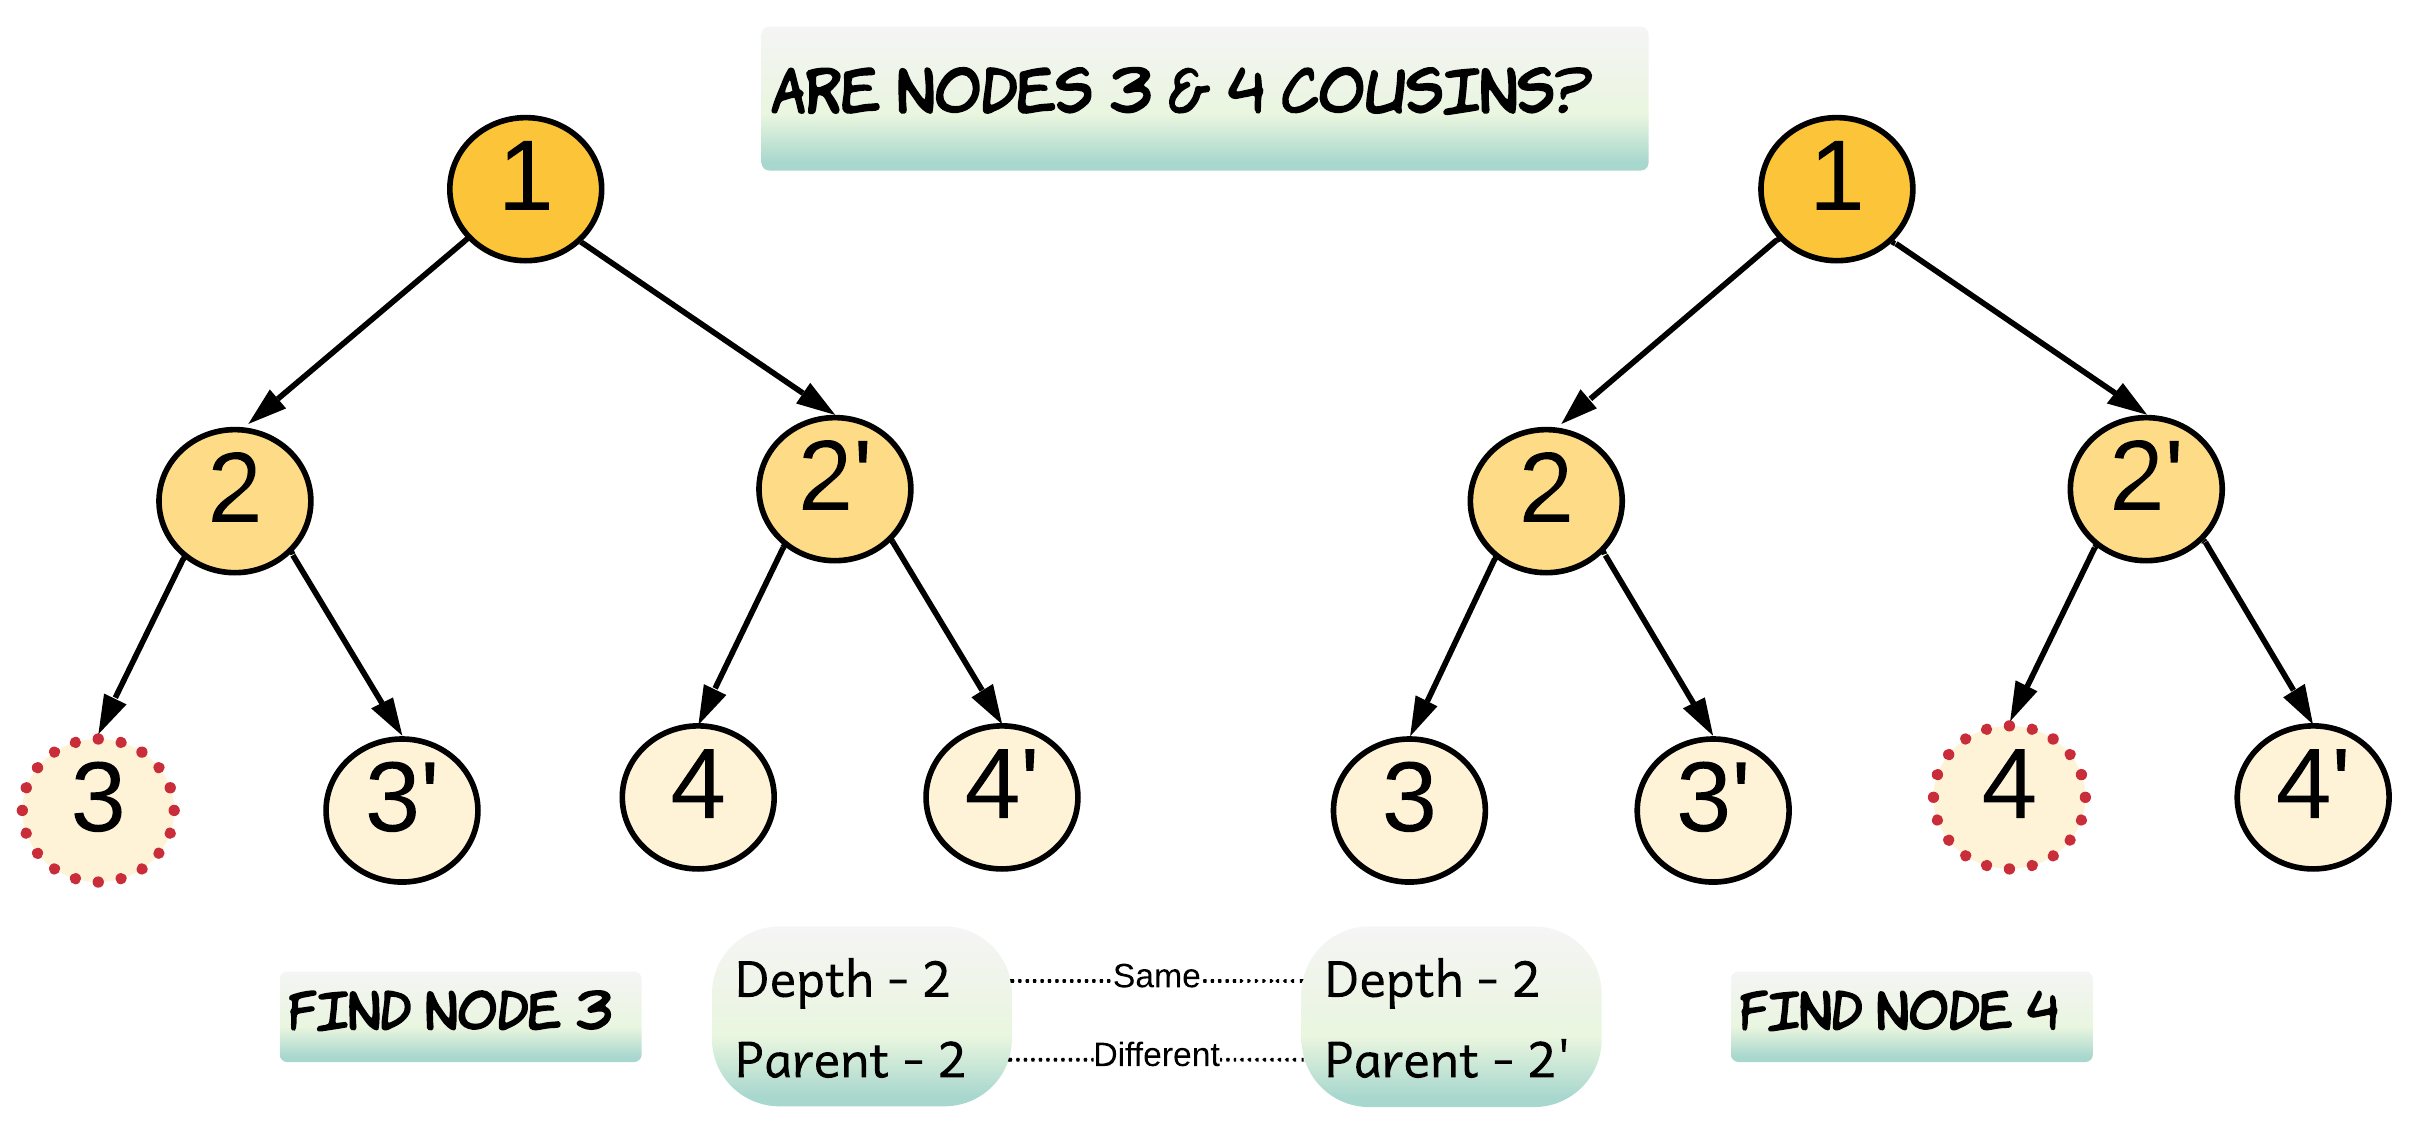 ARE NODES 3 & 4 COUSINS?
1
1
2
2'
2
2'
3
3'
4
4'
3
3'
4
4'
FIND NODE 3
Depth - 2
Same
Depth - 2
Parent - 2
Different
Parent - 2'
FIND NODE 4